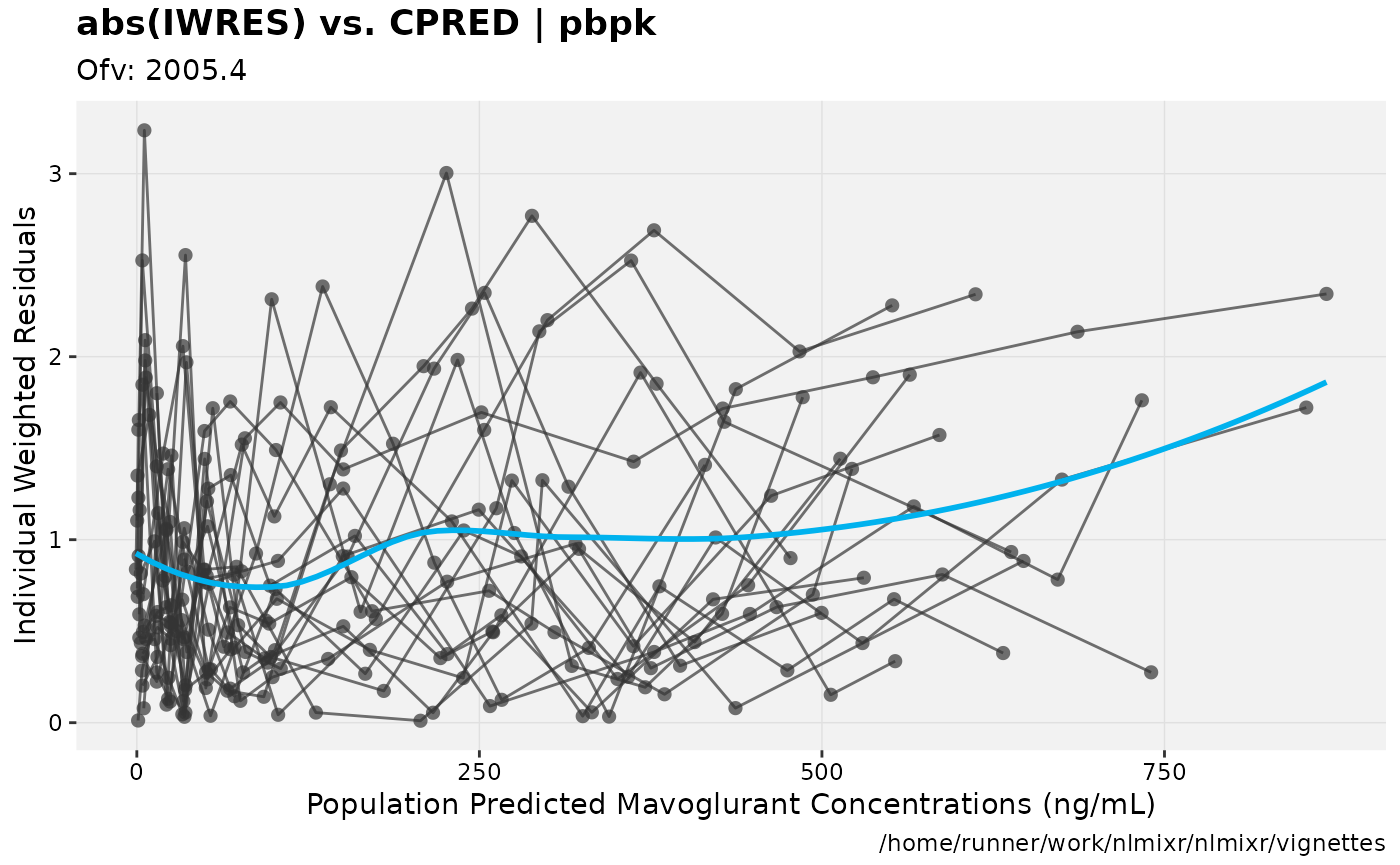 abs(IWRES) vs. CPRED | pbpk
Ofv: 2005.4
Individual Weighted Residuals
3
2
1
0
0 250 500 750
Population Predicted Mavoglurant Concentrations (ng/mL)
/home/runner/work/nlmixr/nlmixr/vignettes